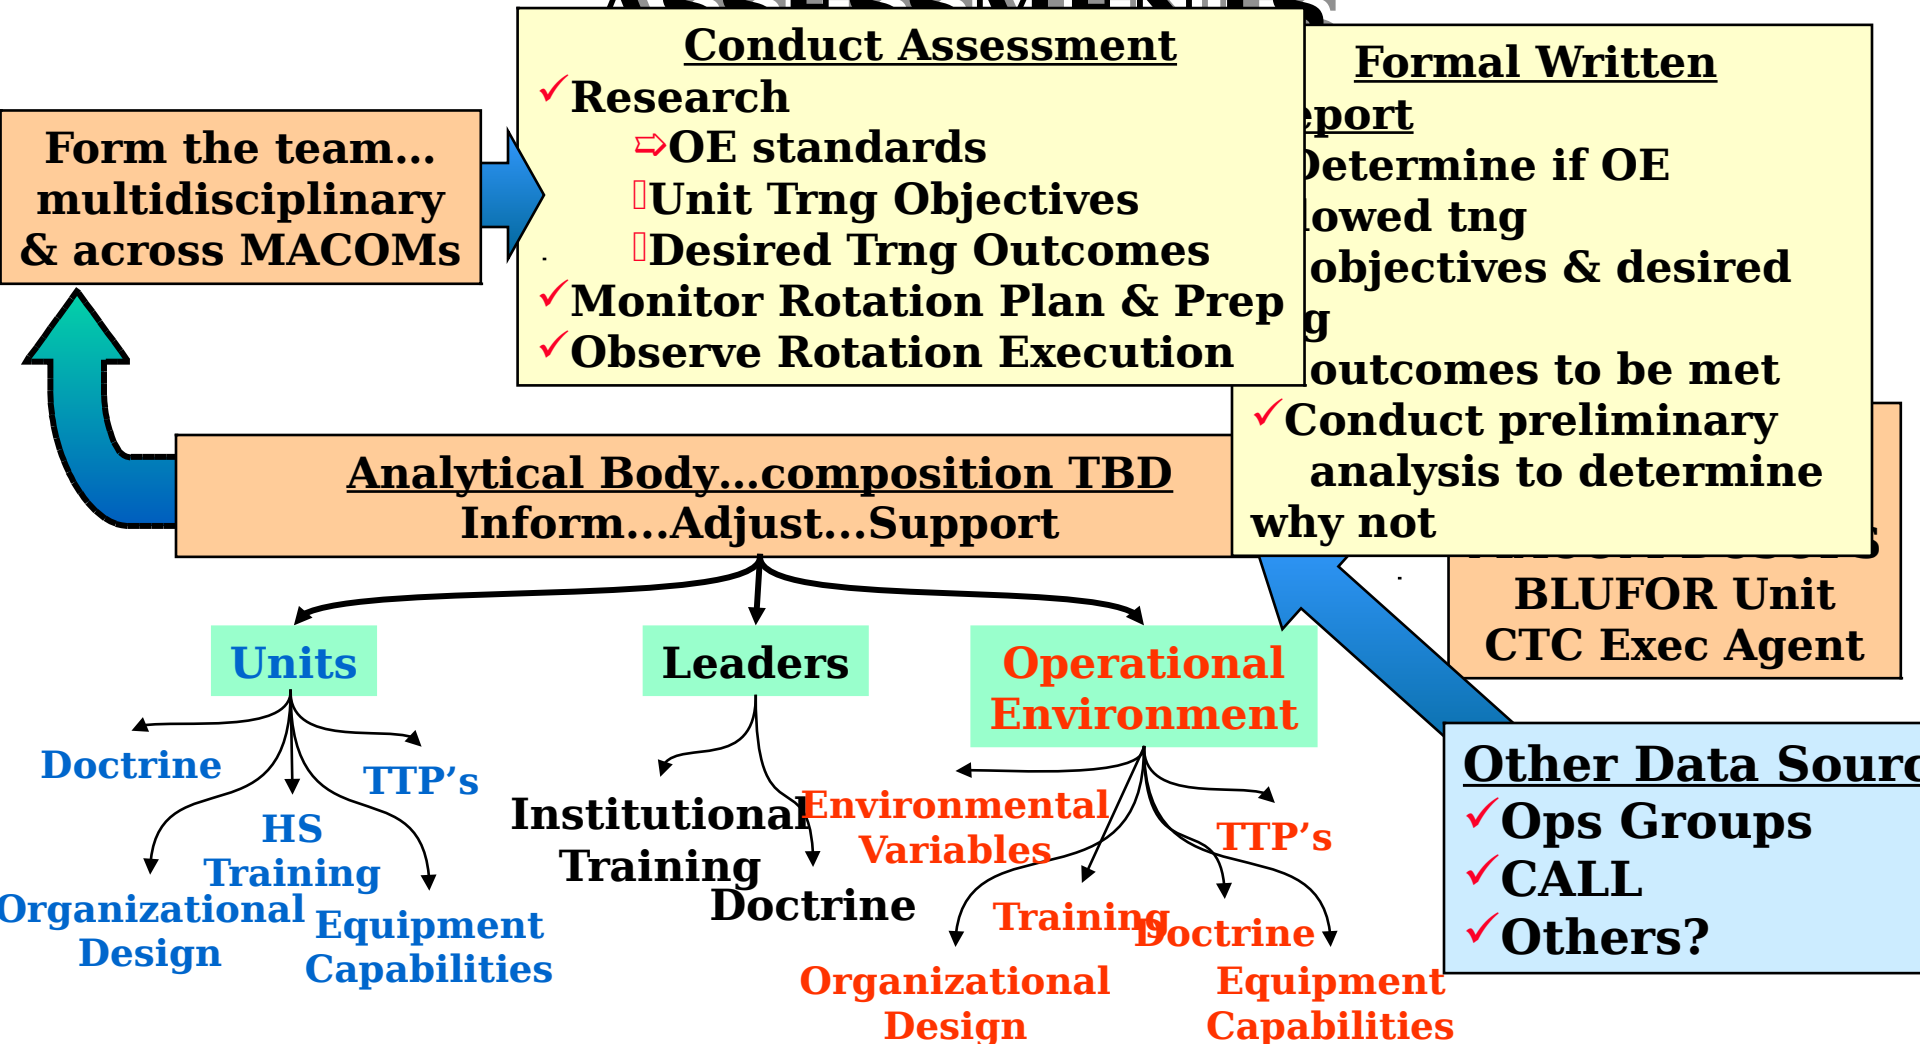 ASSESSMENTS
Conduct Assessment
Research
OE standards
Unit Trng Objectives
Desired Trng Outcomes
Monitor Rotation Plan & Prep
Observe Rotation Execution
Form the team…
multidisciplinary
& across MACOMs
Formal Written
eport
Determine if OE
lowed tng
objectives & desired
g
outcomes to be met
Conduct preliminary
analysis to determine
why not
Analytical Body…composition TBD
Inform...Adjust...Support
BLUFOR Unit
CTC Exec Agent
Units
Leaders
Operational
Environment
Doctrine
TTP’s
HS
Training
Organizational
Design
Equipment
Capabilities
Institutional
Training
Doctrine
Environmental
Variables
TTP’s
Training
Doctrine
Organizational
Design
Equipment
Capabilities
Other Data Sourc
Ops Groups
CALL
Others?